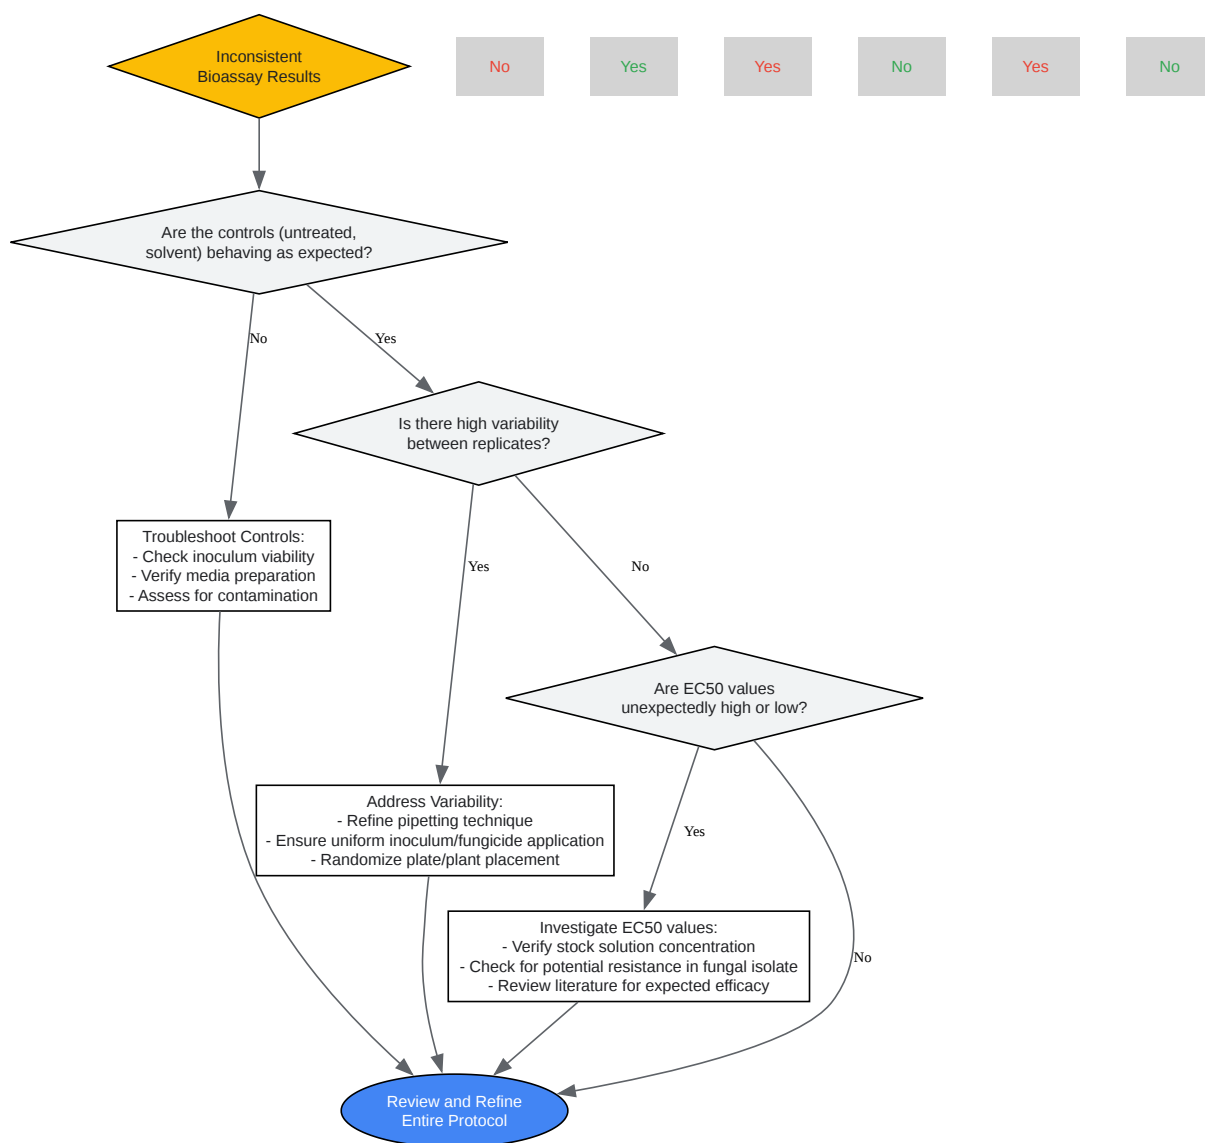 Inconsistent
Bioassay Results
No
Yes
Yes
No
Yes
No
Are the controls (untreated,
solvent) behaving as expected?
No
Yes
Is there high variability
between replicates?
Troubleshoot Controls:
- Check inoculum viability
- Verify media preparation
- Assess for contamination
Yes
No
Are EC50 values
unexpectedly high or low?
Address Variability:
- Refine pipetting technique
- Ensure uniform inoculum/fungicide application
- Randomize plate/plant placement
Yes
Investigate EC50 values:
- Verify stock solution concentration
- Check for potential resistance in fungal isolate
- Review literature for expected efficacy
No
Review and Refine
Entire Protocol